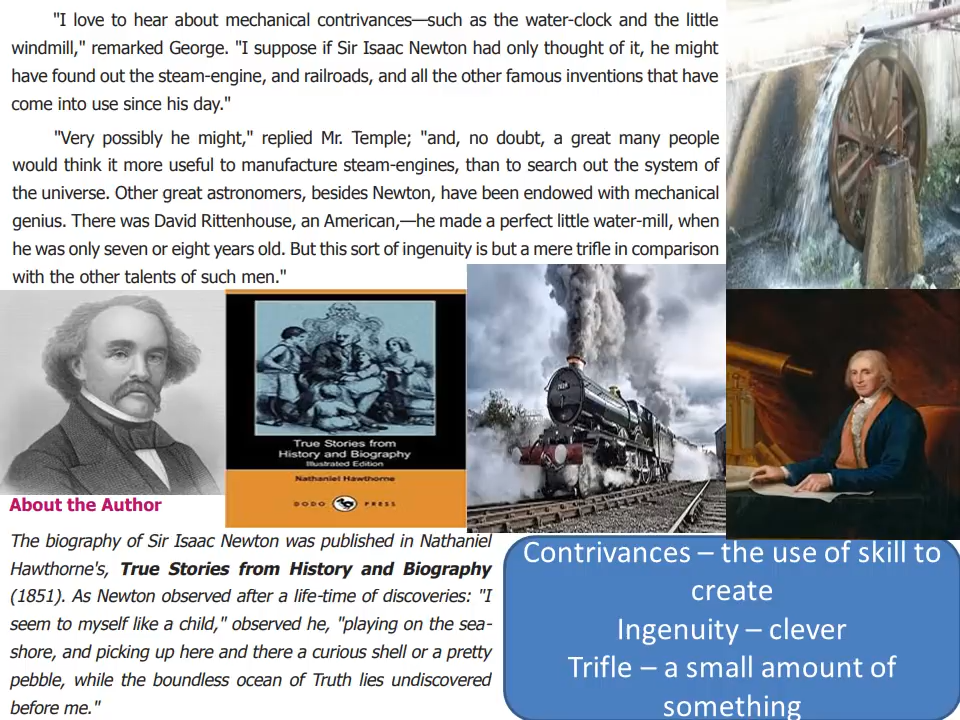 "I love to hear about mechanical contrivances—such as the water-clock and the little
windmill," remarked George. "I suppose if Sir Isaac Newton had only thought of it, he might
have found out the steam-engine, and railroads, and all the other famous inventions that have
come into use since his day."
"Very possibly he might," replied Mr. Temple; "and, no doubt, a great many people
would think it more useful to manufacture steam-engines, than to search out the system of
the universe. Other great astronomers, besides Newton, have been endowed with mechanical
genius. There was David Rittenhouse, an American,—he made a perfect little water-mill, when
he was only seven or eight years old. But this sort of ingenuity is but a mere trifle in comparison
with the other talents of such men."
True Stories from
History and Biography
Illustrated Edition
Nathaniel Hawthorne
DODO PRESS
About the Author
The biography of Sir Isaac Newton was published in Nathaniel
Hawthorne's, True Stories from History and Biography
(1851). As Newton observed after a life-time of discoveries: "I
seem to myself like a child," observed he, "playing on the sea-
shore, and picking up here and there a curious shell or a pretty
pebble, while the boundless ocean of Truth lies undiscovered
before me."
Contrivances – the use of skill to
create
Ingenuity – clever
Trifle – a small amount of
something